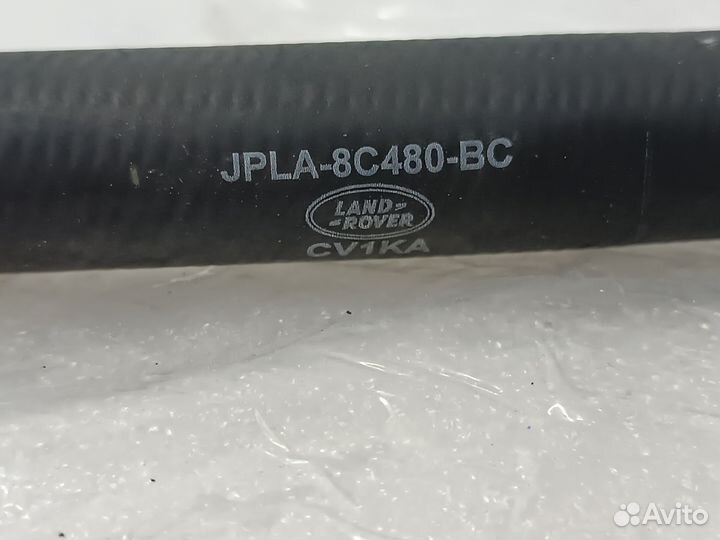 JPLA-8C480-BC
LAND
ROVER
CV1KA
Avito